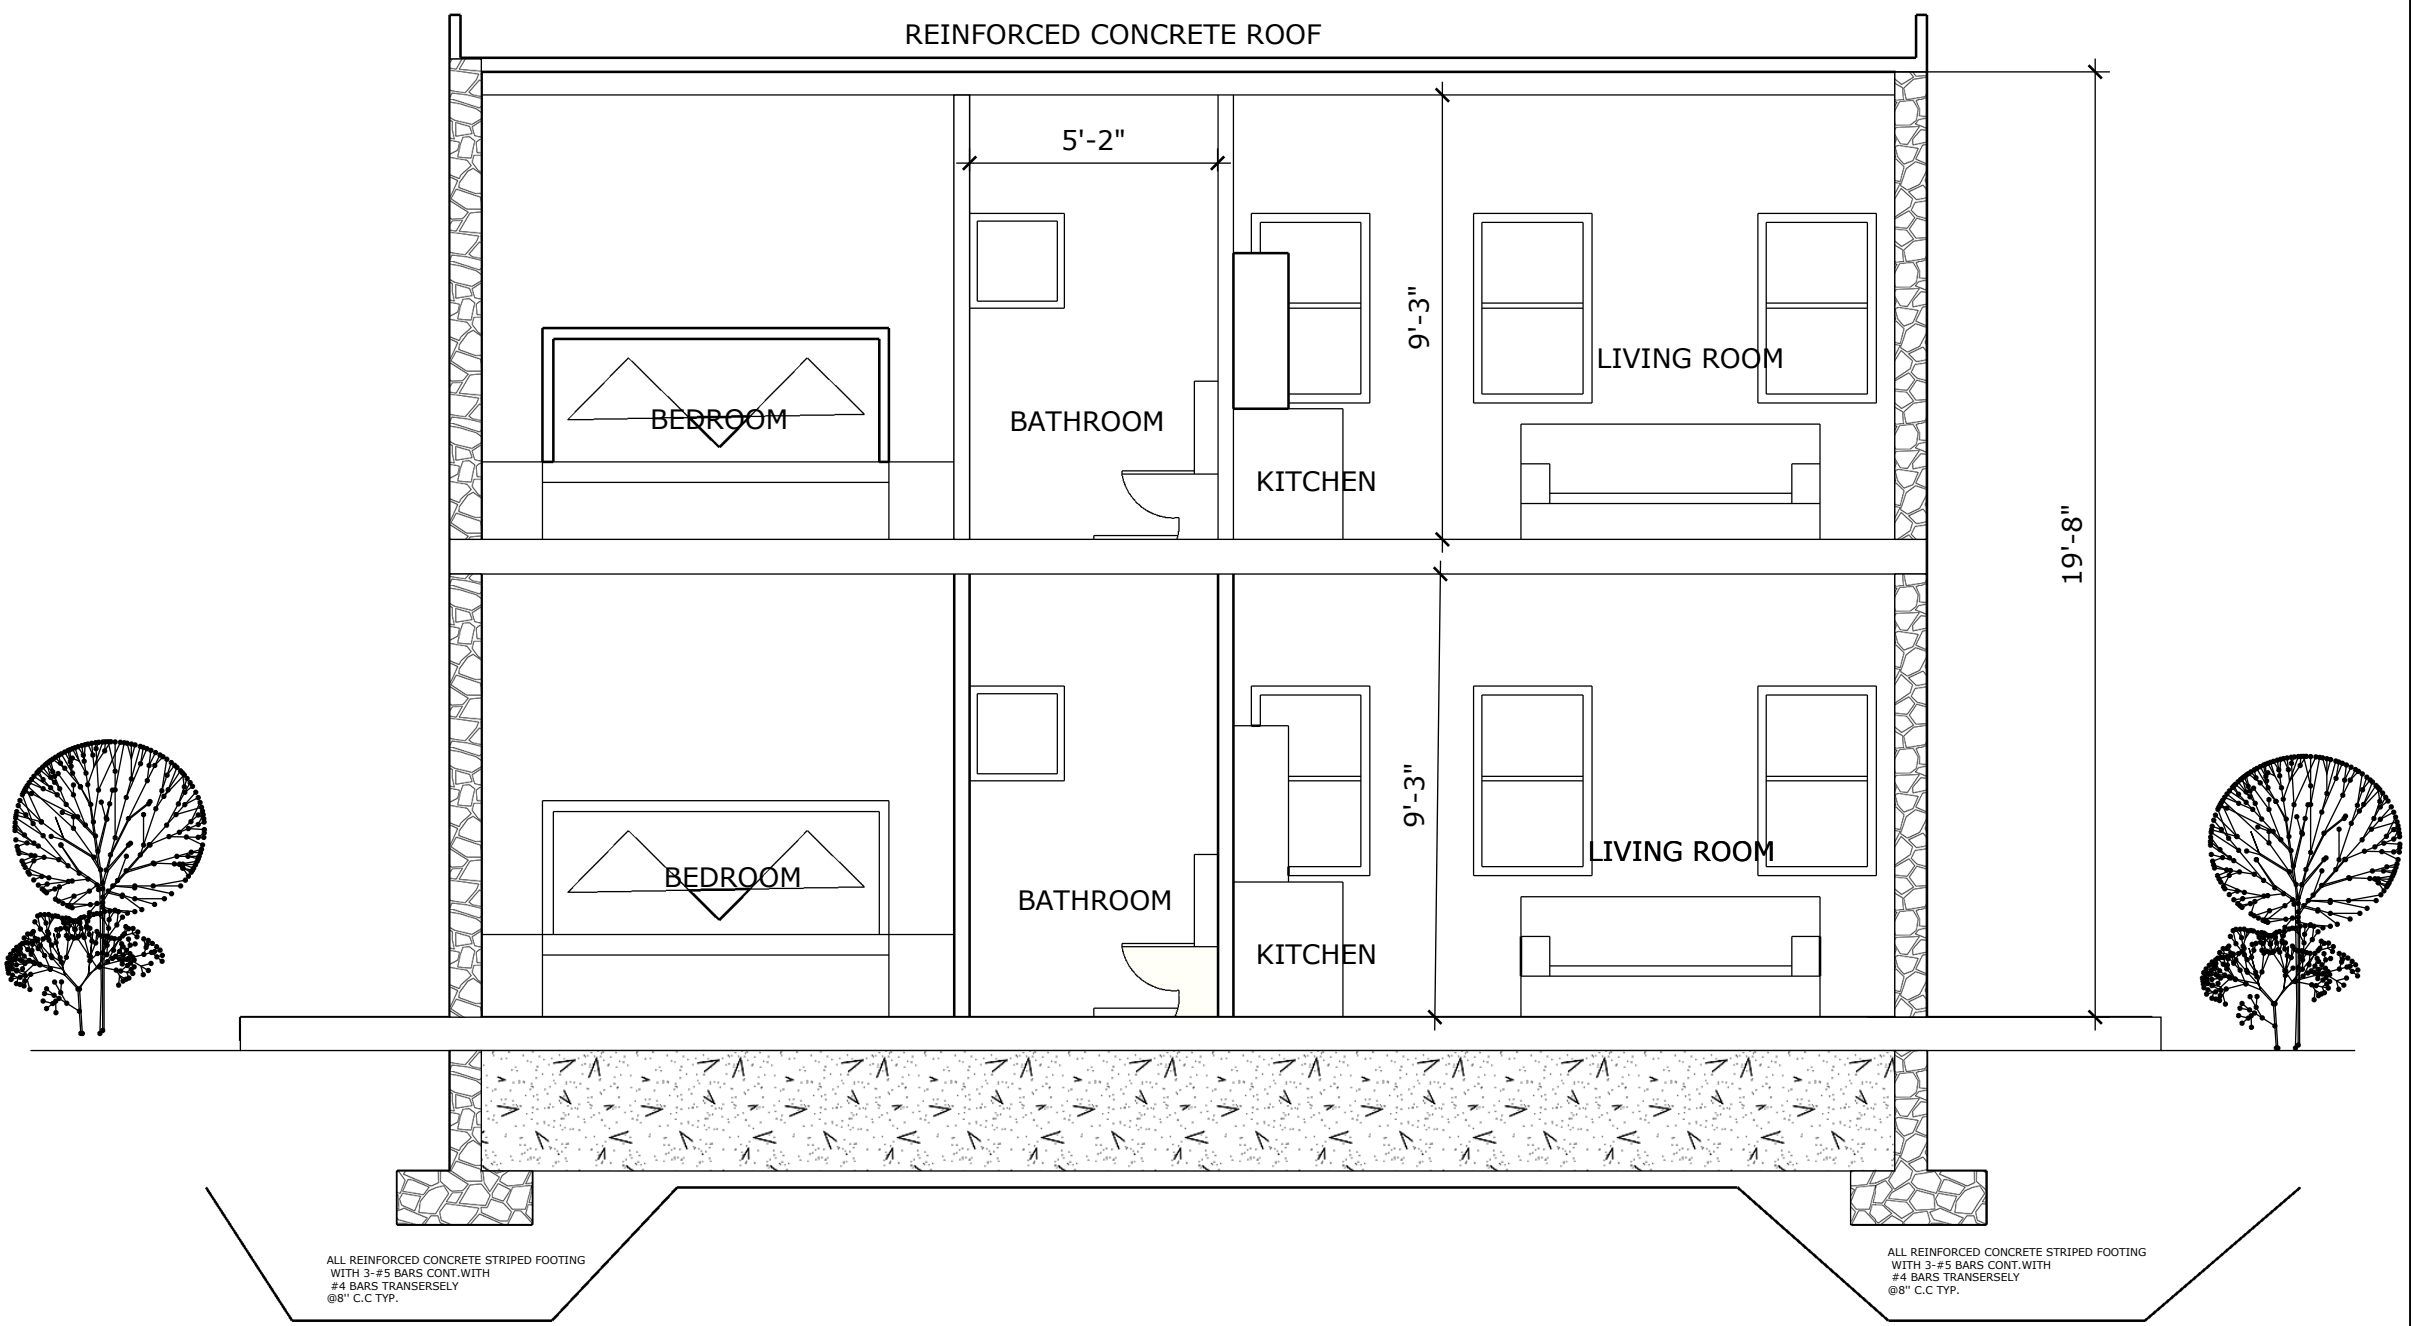 REINFORCED CONCRETE ROOF
5'-2"
9'-3"
LIVING ROOM
BEDROOM
BATHROOM
KITCHEN
19'-8"
9'-3"
LIVING ROOM
BEDROOM
BATHROOM
KITCHEN
ALL REINFORCED CONCRETE STRIPED FOOTING
WITH 3-#5 BARS CONT.WITH
#4 BARS TRANSERSELY
@8" C.C TYP.
ALL REINFORCED CONCRETE STRIPED FOOTING
WITH 3-#5 BARS CONT.WITH
#4 BARS TRANSERSELY
@8" C.C TYP.